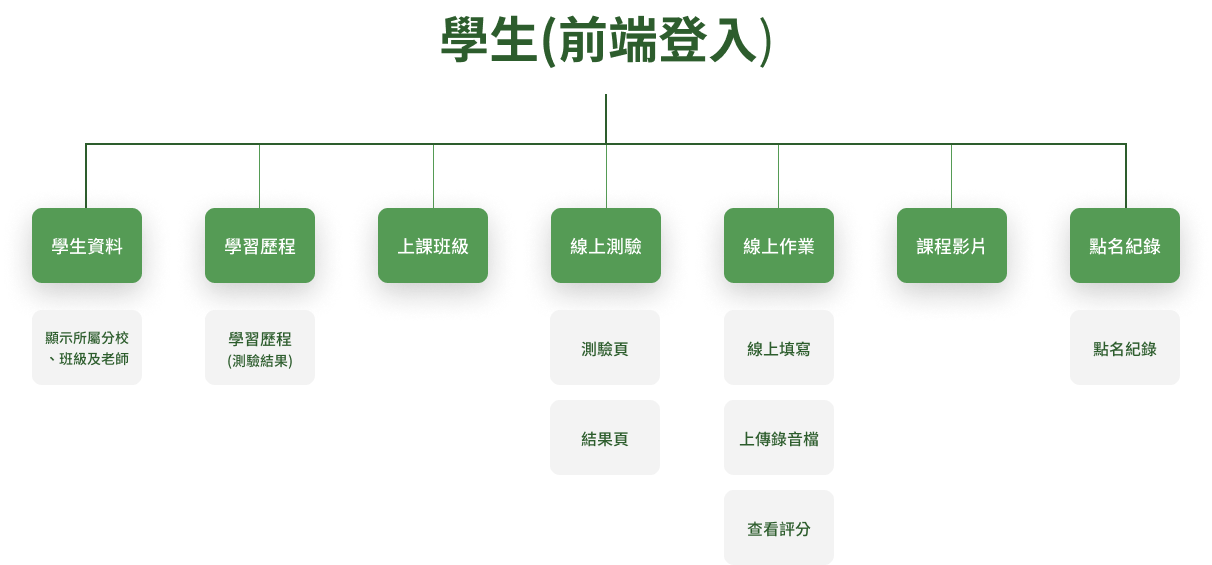 學生(前端登入)
學生資料
學習歷程
上課班級
線上測驗
線上作業
課程影片
點名紀錄
顯示所屬分校
、班級及老師
學習歷程
(測驗結果)
測驗頁
線上填寫
點名紀錄
結果頁
上傳錄音檔
查看評分